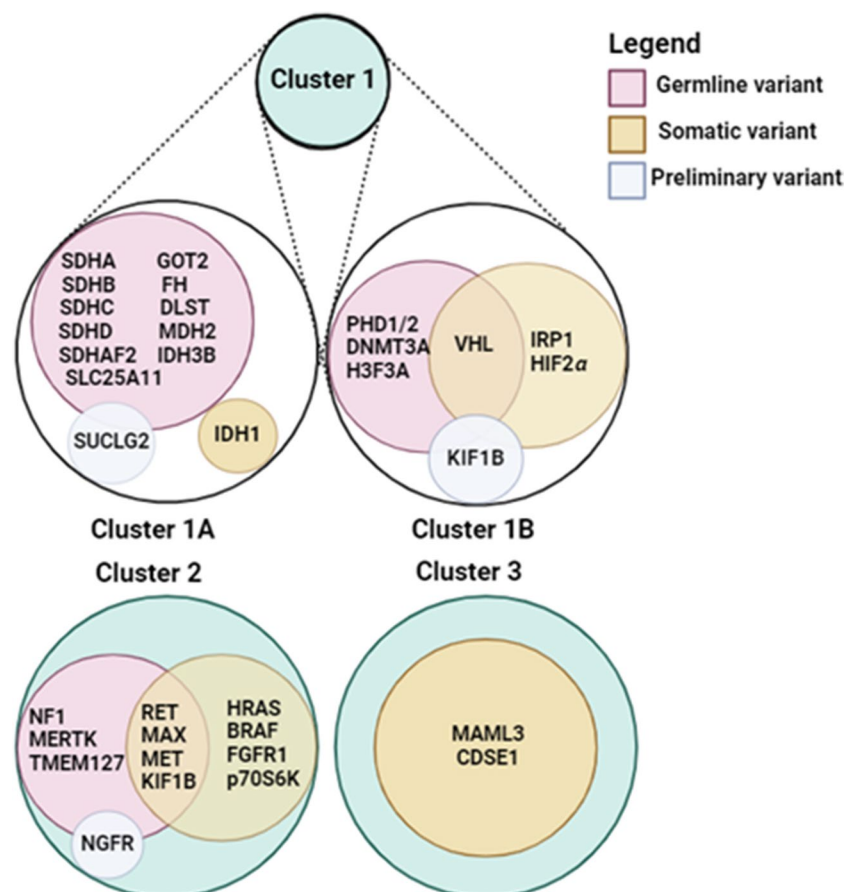 Cluster 1
Legend
Germline variant
Somatic variant
Preliminary variant
SDHA GOT2
SDHB FH
SDHC DLST
SDHD MDH2
SDHAF2 IDH3B
SLC25A11
SUCLG2
IDH1
Cluster 1A
PHD1/2
DNMT3A
H3F3A
VHL
IRP1
HIF2α
KIF1B
Cluster 1B
Cluster 2
NF1
MERTK
TMEM127
RET
MAX
MET
KIF1B
HRAS
BRAF
FGFR1
p70S6K
NGFR
Cluster 3
MAML3
CDSE1